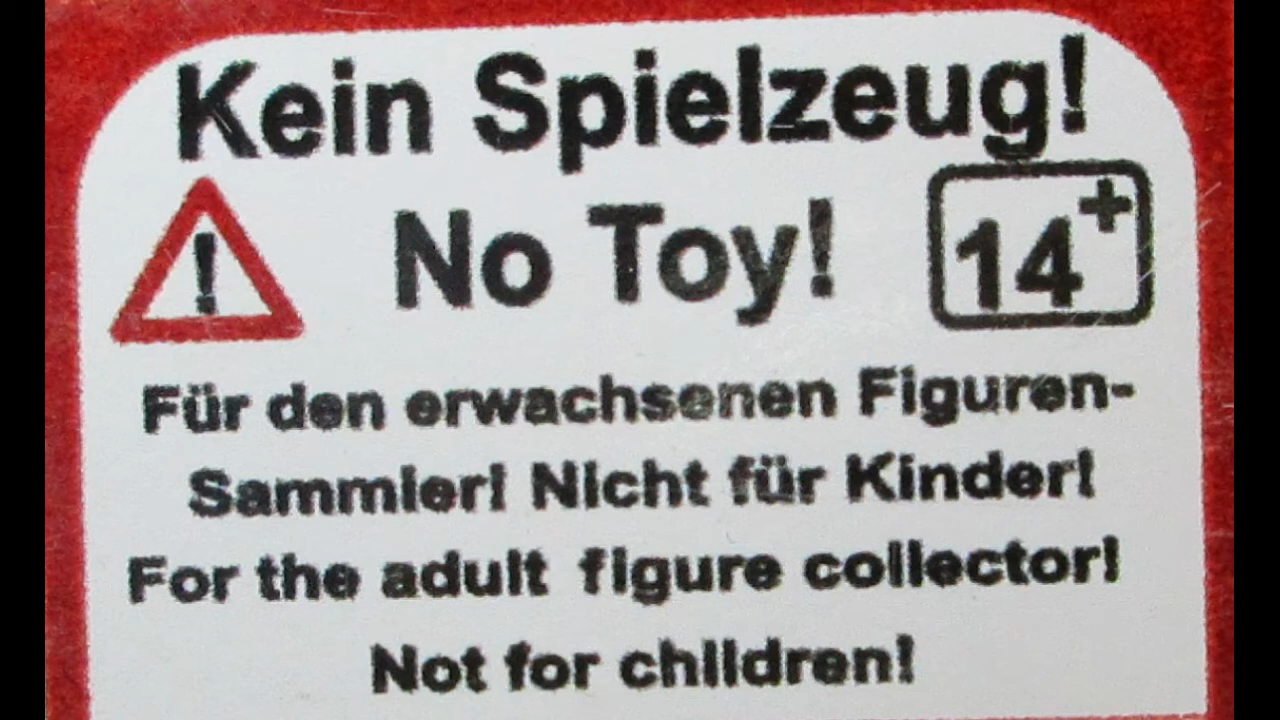 Kein Spielzeug!
! No Toy! 14+
Für den erwachsenen Figuren-
Sammler! Nicht für Kinder!
For the adult figure collector!
Not for children!